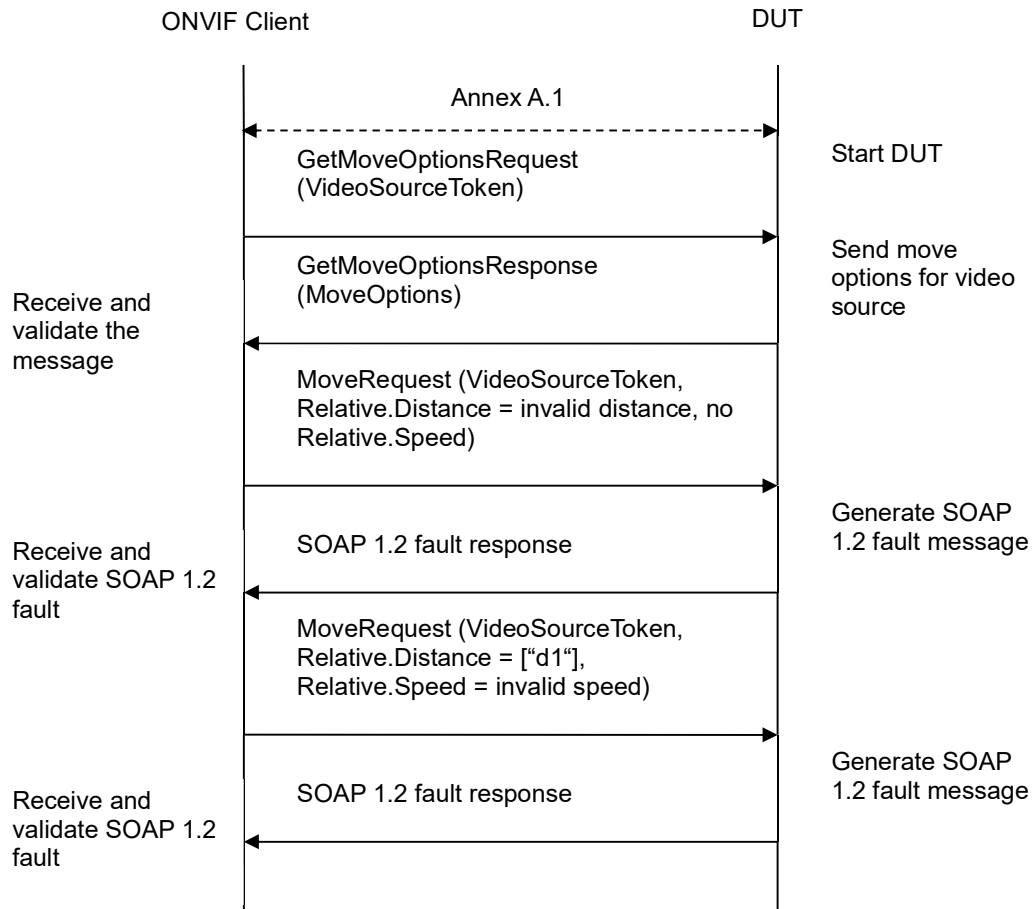 ONVIF Client
DUT
Annex A.1
Start DUT
GetMoveOptionsRequest
(VideoSourceToken)
Send move
options for video
source
GetMoveOptionsResponse
(MoveOptions)
Receive and
validate the
message
MoveRequest (VideoSourceToken,
Relative.Distance = invalid distance, no
Relative.Speed)
Generate SOAP
1.2 fault message
SOAP 1.2 fault response
Receive and
validate SOAP 1.2
fault
MoveRequest (VideoSourceToken,
Relative.Distance = [“d1“],
Relative.Speed = invalid speed)
Generate SOAP
1.2 fault message
SOAP 1.2 fault response
Receive and
validate SOAP 1.2
fault